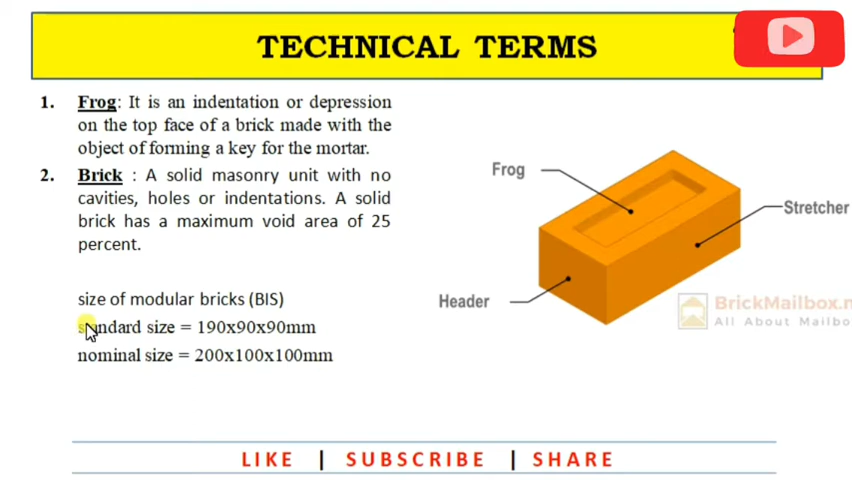 TECHNICAL TERMS
1. Frog: It is an indentation or depression
on the top face of a brick made with the
object of forming a key for the mortar.
2. Brick : A solid masonry unit with no
cavities, holes or indentations. A solid
brick has a maximum void area of 25
percent.
size of modular bricks (BIS)
standard size = 190x90x90mm
nominal size = 200x100x100mm
Frog
Stretcher
Header
BrickMailbox.n
All About Mailbo
LIKE | SUBSCRIBE | SHARE